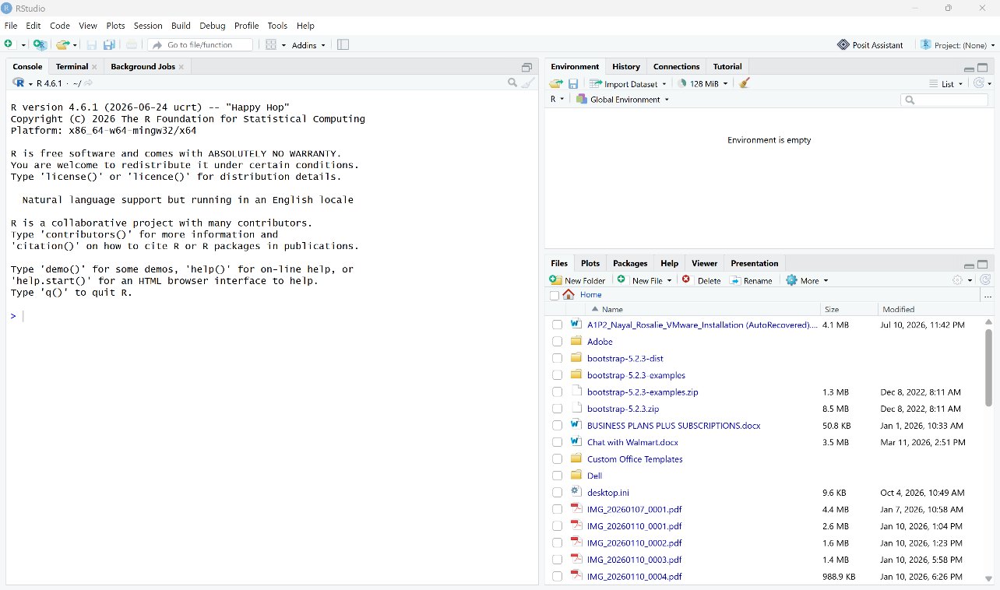 RStudio
File Edit Code View Plots Session Build Debug Profile Tools Help
Go to file/function Addins Posit Assistant Project: (None)
Console Terminal Background Jobs
R 4.6.1 · ~/
R version 4.6.1 (2026-06-24 ucrt) -- "Happy Hop"
Copyright (C) 2026 The R Foundation for Statistical Computing
Platform: x86_64-w64-mingw32/x64
R is free software and comes with ABSOLUTELY NO WARRANTY.
You are welcome to redistribute it under certain conditions.
Type 'license()' or 'licence()' for distribution details.
Natural language support but running in an English locale
R is a collaborative project with many contributors.
Type 'contributors()' for more information and
'citation()' on how to cite R or R packages in publications.
Type 'demo()' for some demos, 'help()' for on-line help, or
'help.start()' for an HTML browser interface to help.
Type 'q()' to quit R.
>
Environment History Connections Tutorial
Import Dataset 128 MiB List
R Global Environment
Environment is empty
Files Plots Packages Help Viewer Presentation
New Folder New File Delete Rename More
Home ...
Name Size Modified
A1P2_Nayal_Rosalie_VMware_Installation (AutoRecovered).... 4.1 MB Jul 10, 2026, 11:42 PM
Adobe
bootstrap-5.2.3-dist
bootstrap-5.2.3-examples
bootstrap-5.2.3-examples.zip 1.3 MB Dec 8, 2022, 8:11 AM
bootstrap-5.2.3.zip 8.5 MB Dec 8, 2022, 8:11 AM
BUSINESS PLANS PLUS SUBSCRIPTIONS.docx 50.8 KB Jan 1, 2026, 10:33 AM
Chat with Walmart.docx 3.5 MB Mar 11, 2026, 2:51 PM
Custom Office Templates
Dell
desktop.ini 9.6 KB Oct 4, 2026, 10:49 AM
IMG_20260107_0001.pdf 4.4 MB Jan 7, 2026, 10:58 AM
IMG_20260110_0001.pdf 2.6 MB Jan 10, 2026, 1:04 PM
IMG_20260110_0002.pdf 1.6 MB Jan 10, 2026, 1:23 PM
IMG_20260110_0003.pdf 1.4 MB Jan 10, 2026, 5:58 PM
IMG_20260110_0004.pdf 988.9 KB Jan 10, 2026, 6:26 PM